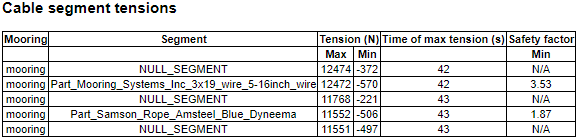 Cable segment tensions
Mooring Segment Tension (N) Time of max tension (s) Safety factor
Max Min Min
mooring NULL_SEGMENT 12474 -372 42 N/A
mooring Part_Mooring_Systems_Inc_3x19_wire_5-16inch_wire 12472 -570 42 3.53
mooring NULL_SEGMENT 11768 -221 43 N/A
mooring Part_Samson_Rope_Amsteel_Blue_Dyneema 11552 -506 43 1.87
mooring NULL_SEGMENT 11551 -497 43 N/A